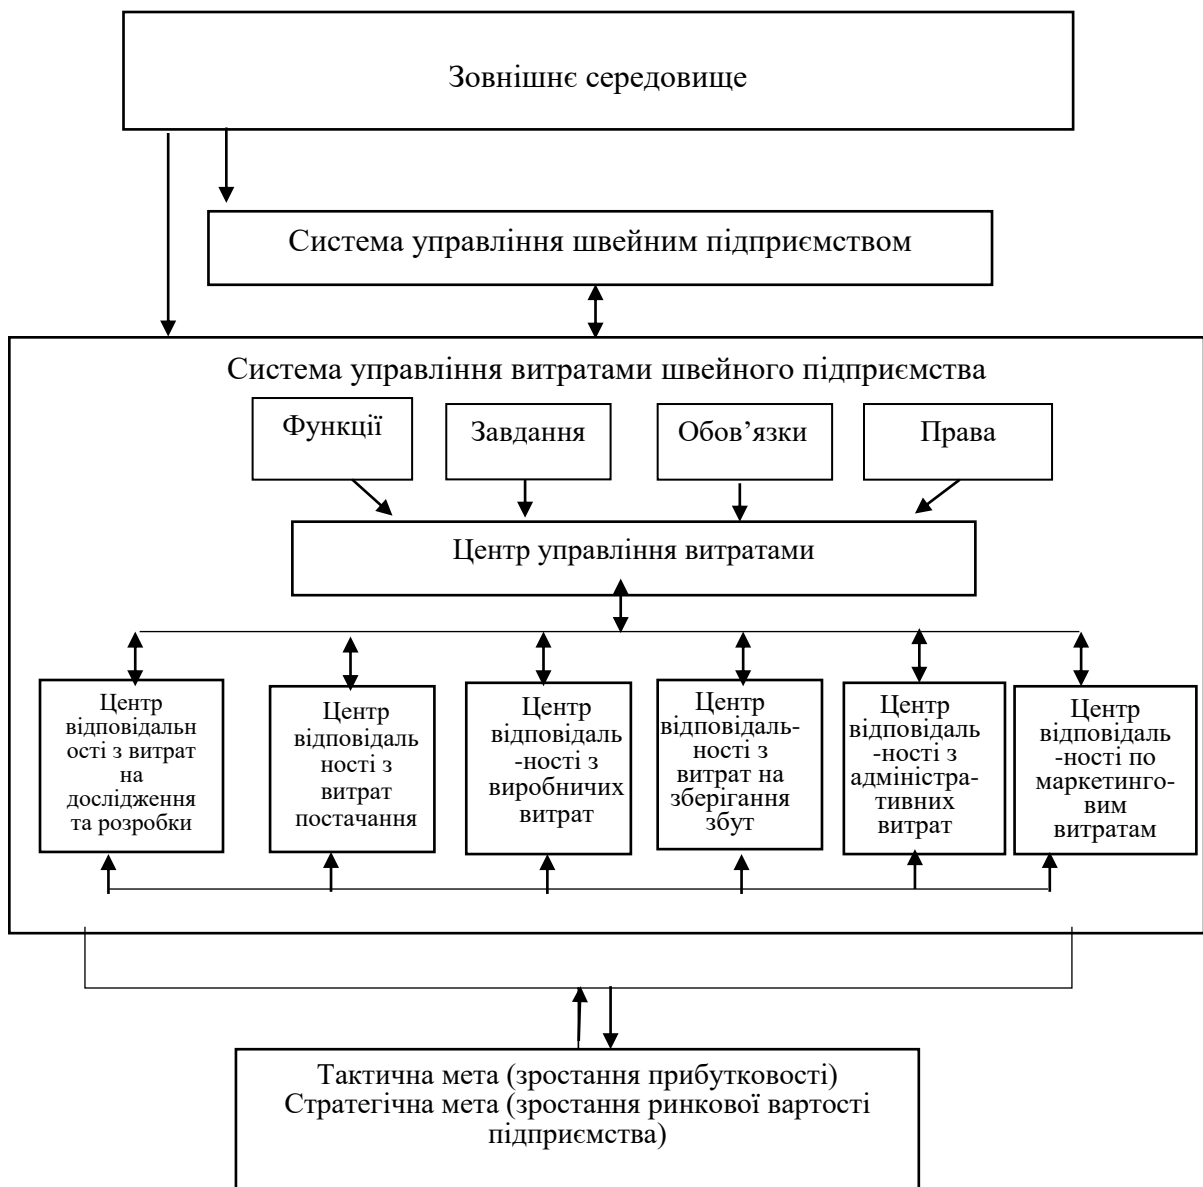 Зовнішнє середовище
Система управління швейним підприємством
Система управління витратами швейного підприємства
Функції
Завдання
Обов’язки
Права
Центр управління витратами
Центр
відповідальн
ості з витрат
на
дослідження
та розробки
Центр
відповідаль
ності з
витрат
постачання
Центр
відповідаль
-ності з
виробничих
витрат
Центр
відповідаль-
ності з
витрат на
зберігання
збут
Центр
відповідаль
-ності з
адміністра-
тивних
витрат
Центр
відповідаль
-ності по
маркетинго-
вим
витратам
Тактична мета (зростання прибутковості)
Стратегічна мета (зростання ринкової вартості
підприємства)